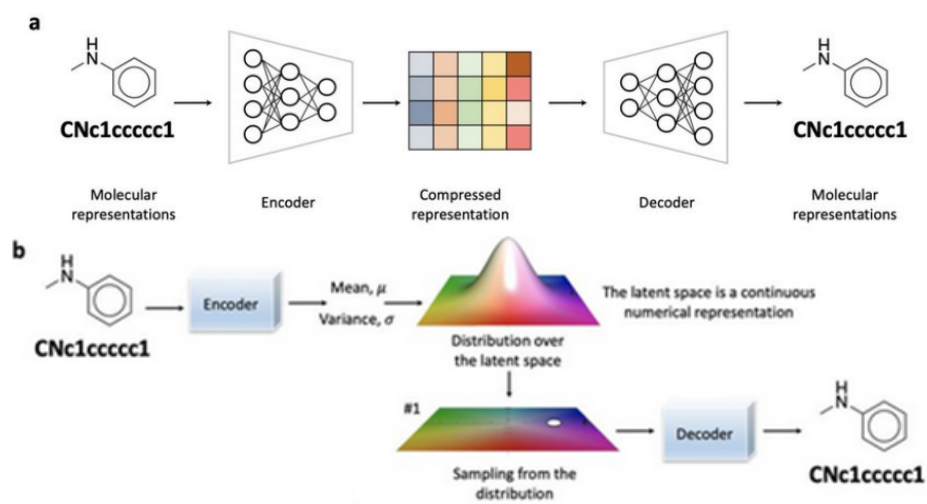 a
H
N
CNc1ccccc1
H
N
CNc1ccccc1
Molecular
representations
Encoder
Compressed
representation
Decoder
Molecular
representations
b
H
N
CNc1ccccc1
Encoder
Mean, μ
Variance, σ
The latent space is a continuous
numerical representation
Distribution over
the latent space
#1
Decoder
H
N
CNc1ccccc1
Sampling from the
distribution